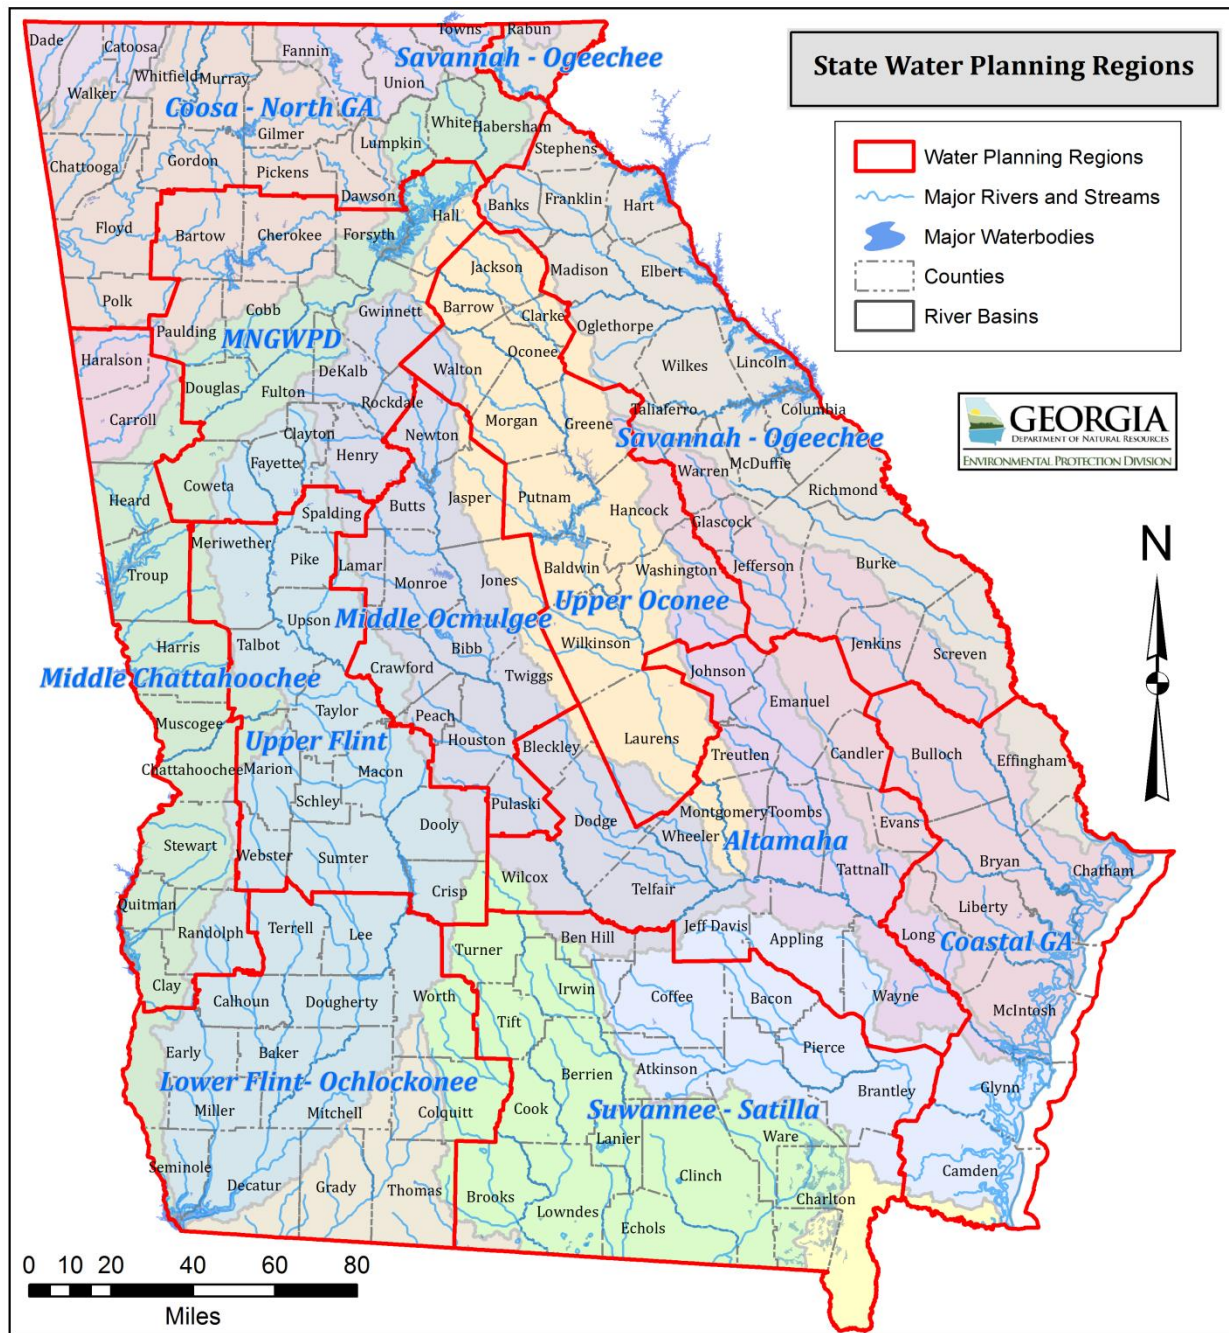 State Water Planning Regions
Water Planning Regions
Major Rivers and Streams
Major Waterbodies
Counties
River Basins
GEORGIA
DEPARTMENT OF NATURAL RESOURCES
ENVIRONMENTAL PROTECTION DIVISION
N
Towns
Rabun
Dade
Catoosa
Fannin
Savannah - Ogeechee
Whitfield
Murray
Union
Walker
Coosa - North GA
White
Habersham
Gilmer
Lumpkin
Stephens
Chattooga
Gordon
Pickens
Dawson
Banks
Franklin
Hart
Hall
Floyd
Bartow
Cherokee
Forsyth
Jackson
Madison
Elbert
Polk
Cobb
Gwinnett
Barrow
Clarke
Oglethorpe
Paulding
MNGWPD
Oconee
Haralson
DeKalb
Walton
Wilkes
Lincoln
Douglas
Fulton
Rockdale
Taliaferro
Columbia
Carroll
Clayton
Newton
Morgan
Greene
Savannah - Ogeechee
Fayette
Henry
Warren
McDuffie
Coweta
Richmond
Heard
Spalding
Butts
Jasper
Putnam
Hancock
Glascock
Meriwether
Pike
Lamar
Monroe
Jones
Baldwin
Washington
Jefferson
Burke
Troup
Upson
Middle Ocmulgee
Upper Oconee
Harris
Talbot
Bibb
Wilkinson
Jenkins
Screven
Middle Chattahoochee
Crawford
Twiggs
Johnson
Emanuel
Muscogee
Taylor
Peach
Houston
Laurens
Upper Flint
Bleckley
Treutlen
Candler
Bulloch
Effingham
Chattahoochee
Marion
Macon
Schley
Pulaski
Montgomery
Toombs
Evans
Stewart
Dooly
Dodge
Wheeler
Altamaha
Webster
Sumter
Bryan
Chatham
Wilcox
Telfair
Tattnall
Quitman
Crisp
Liberty
Randolph
Terrell
Lee
Turner
Ben Hill
Jeff Davis
Appling
Long
Coastal GA
Clay
Calhoun
Dougherty
Worth
Irwin
Coffee
Bacon
Wayne
McIntosh
Tift
Early
Baker
Berrien
Atkinson
Pierce
Brantley
Glynn
Lower Flint- Ochlockonee
Miller
Mitchell
Colquitt
Cook
Suwannee - Satilla
Lanier
Ware
Seminole
Decatur
Grady
Thomas
Brooks
Clinch
Charlton
Camden
Lowndes
Echols
0 10 20 40 60 80
Miles